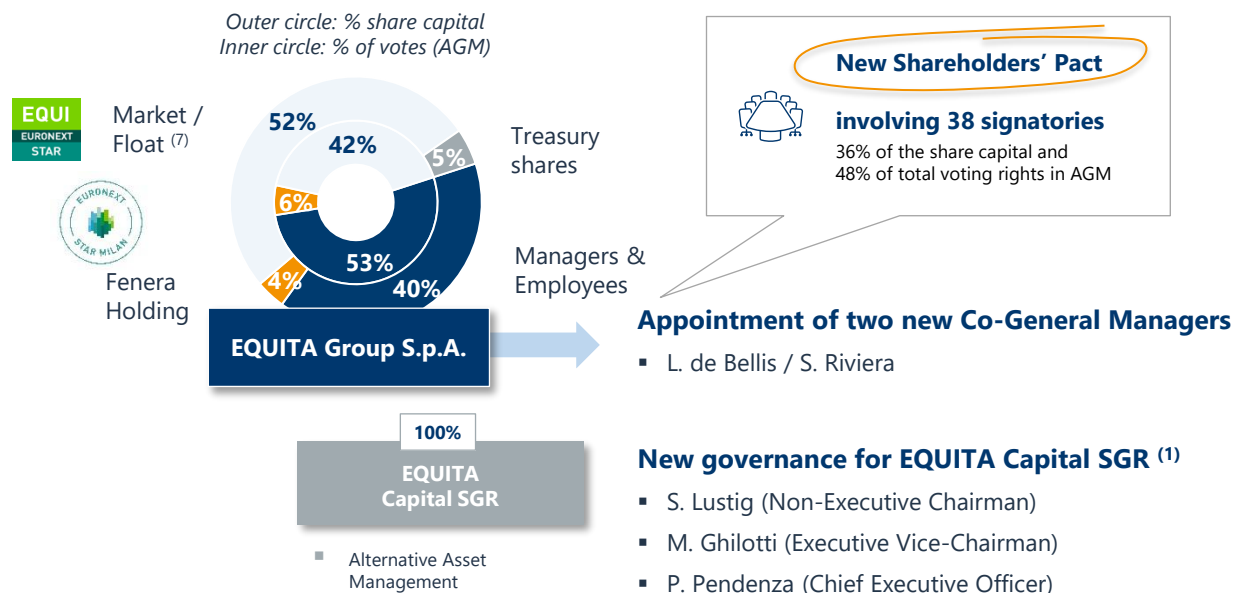 Outer circle: % share capital
Inner circle: % of votes (AGM)
EQUI
EURONEXT
STAR
Market /
Float (7)
EURONEXT
STAR MILAN
Fenera
Holding
52%
42%
5%
6%
4%
53%
40%
Treasury
shares
Managers &
Employees
New Shareholders’ Pact
involving 38 signatories
36% of the share capital and
48% of total voting rights in AGM
EQUITA Group S.p.A.
Appointment of two new Co-General Managers
▪ L. de Bellis / S. Riviera
100%
EQUITA
Capital SGR
▪ Alternative Asset
Management
New governance for EQUITA Capital SGR (1)
▪ S. Lustig (Non-Executive Chairman)
▪ M. Ghilotti (Executive Vice-Chairman)
▪ P. Pendenza (Chief Executive Officer)